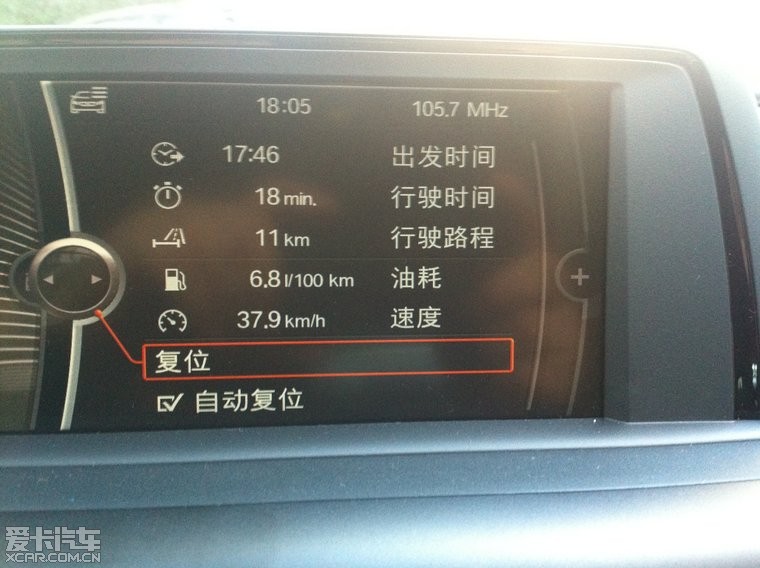 18:05 105.7 MHz
17:46 出发时间
18 min. 行驶时间
11 km 行驶路程
6.8 l/100 km 油耗
37.9 km/h 速度
复位
自动复位
爱卡汽车
XCAR.COM.CN